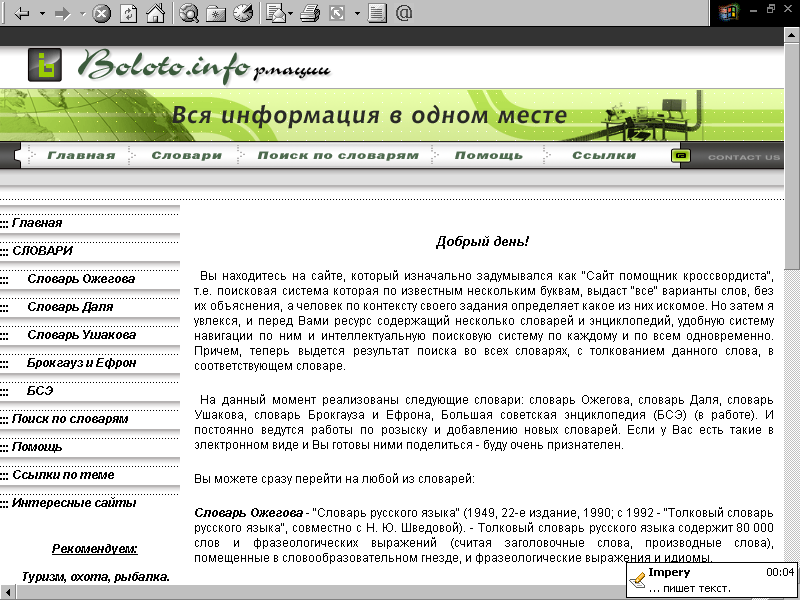 Boloto.info рмации
Вся информация в одном месте
Главная Словари Поиск по словарям Помощь Ссылки CONTACT US
::: Главная
::: СЛОВАРИ
::: Словарь Ожегова
::: Словарь Даля
::: Словарь Ушакова
::: Брокгауз и Ефрон
::: БСЭ
::: Поиск по словарям
::: Помощь
::: Ссылки по теме
::: Интересные сайты
Рекомендуем:
Туризм, охота, рыбалка.
Добрый день!
Вы находитесь на сайте, который изначально задумывался как "Сайт помощник кроссвордиста",
т.е. поисковая система которая по известным нескольким буквам, выдаст "все" варианты слов, без
их объяснения, а человек по контексту своего задания определяет какое из них искомое. Но затем я
увлекся, и перед Вами ресурс содержащий несколько словарей и энциклопедий, удобную систему
навигации по ним и интеллектуальную поисковую систему по каждому и по всем одновременно.
Причем, теперь выдется результат поиска во всех словарях, с толкованием данного слова, в
соответствующем словаре.
На данный момент реализованы следующие словари: словарь Ожегова, словарь Даля, словарь
Ушакова, словарь Брокгауза и Ефрона, Большая советская энциклопедия (БСЭ) (в работе). И
постоянно ведутся работы по розыску и добавлению новых словарей. Если у Вас есть такие в
электронном виде и Вы готовы ними поделиться - буду очень признателен.
Вы можете сразу перейти на любой из словарей:
Словарь Ожегова - "Словарь русского языка" (1949, 22-е издание, 1990; с 1992 - "Толковый словарь
русского языка", совместно с Н. Ю. Шведовой). - Толковый словарь русского языка содержит 80 000
слов и фразеологических выражений (считая заголовочные слова, производные слова),
помещенные в словообразовательном гнезде, и фразеологические выражения и идиомы.
Impery 00:04
... пишет текст.